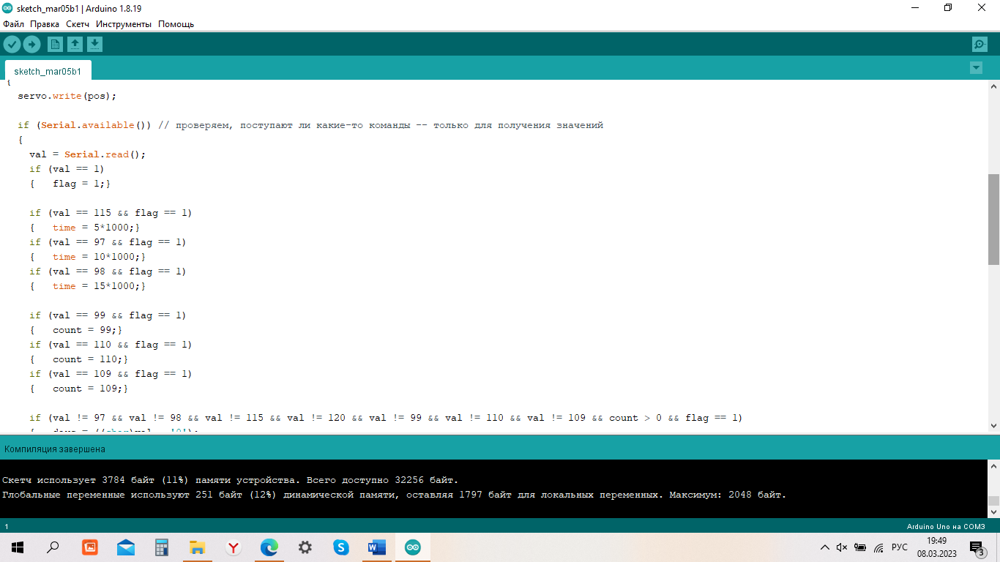 sketch_mar05b1 | Arduino 1.8.19
Файл Правка Скетч Инструменты Помощь
sketch_mar05b1
{
servo.write(pos);
if (Serial.available()) // проверяем, поступают ли какие-то команды -- только для получения значений
{
val = Serial.read();
if (val == 1)
{ flag = 1;}
if (val == 115 && flag == 1)
{ time = 5*1000;}
if (val == 97 && flag == 1)
{ time = 10*1000;}
if (val == 98 && flag == 1)
{ time = 15*1000;}
if (val == 99 && flag == 1)
{ count = 99;}
if (val == 110 && flag == 1)
{ count = 110;}
if (val == 109 && flag == 1)
{ count = 109;}
if (val != 97 && val != 98 && val != 115 && val != 120 && val != 99 && val != 110 && val != 109 && count > 0 && flag == 1)
Компиляция завершена
Скетч использует 3784 байт (11%) памяти устройства. Всего доступно 32256 байт.
Глобальные переменные используют 251 байт (12%) динамической памяти, оставляя 1797 байт для локальных переменных. Максимум: 2048 байт.
1
Arduino Uno на COM3
РУС
19:49
08.03.2023
3